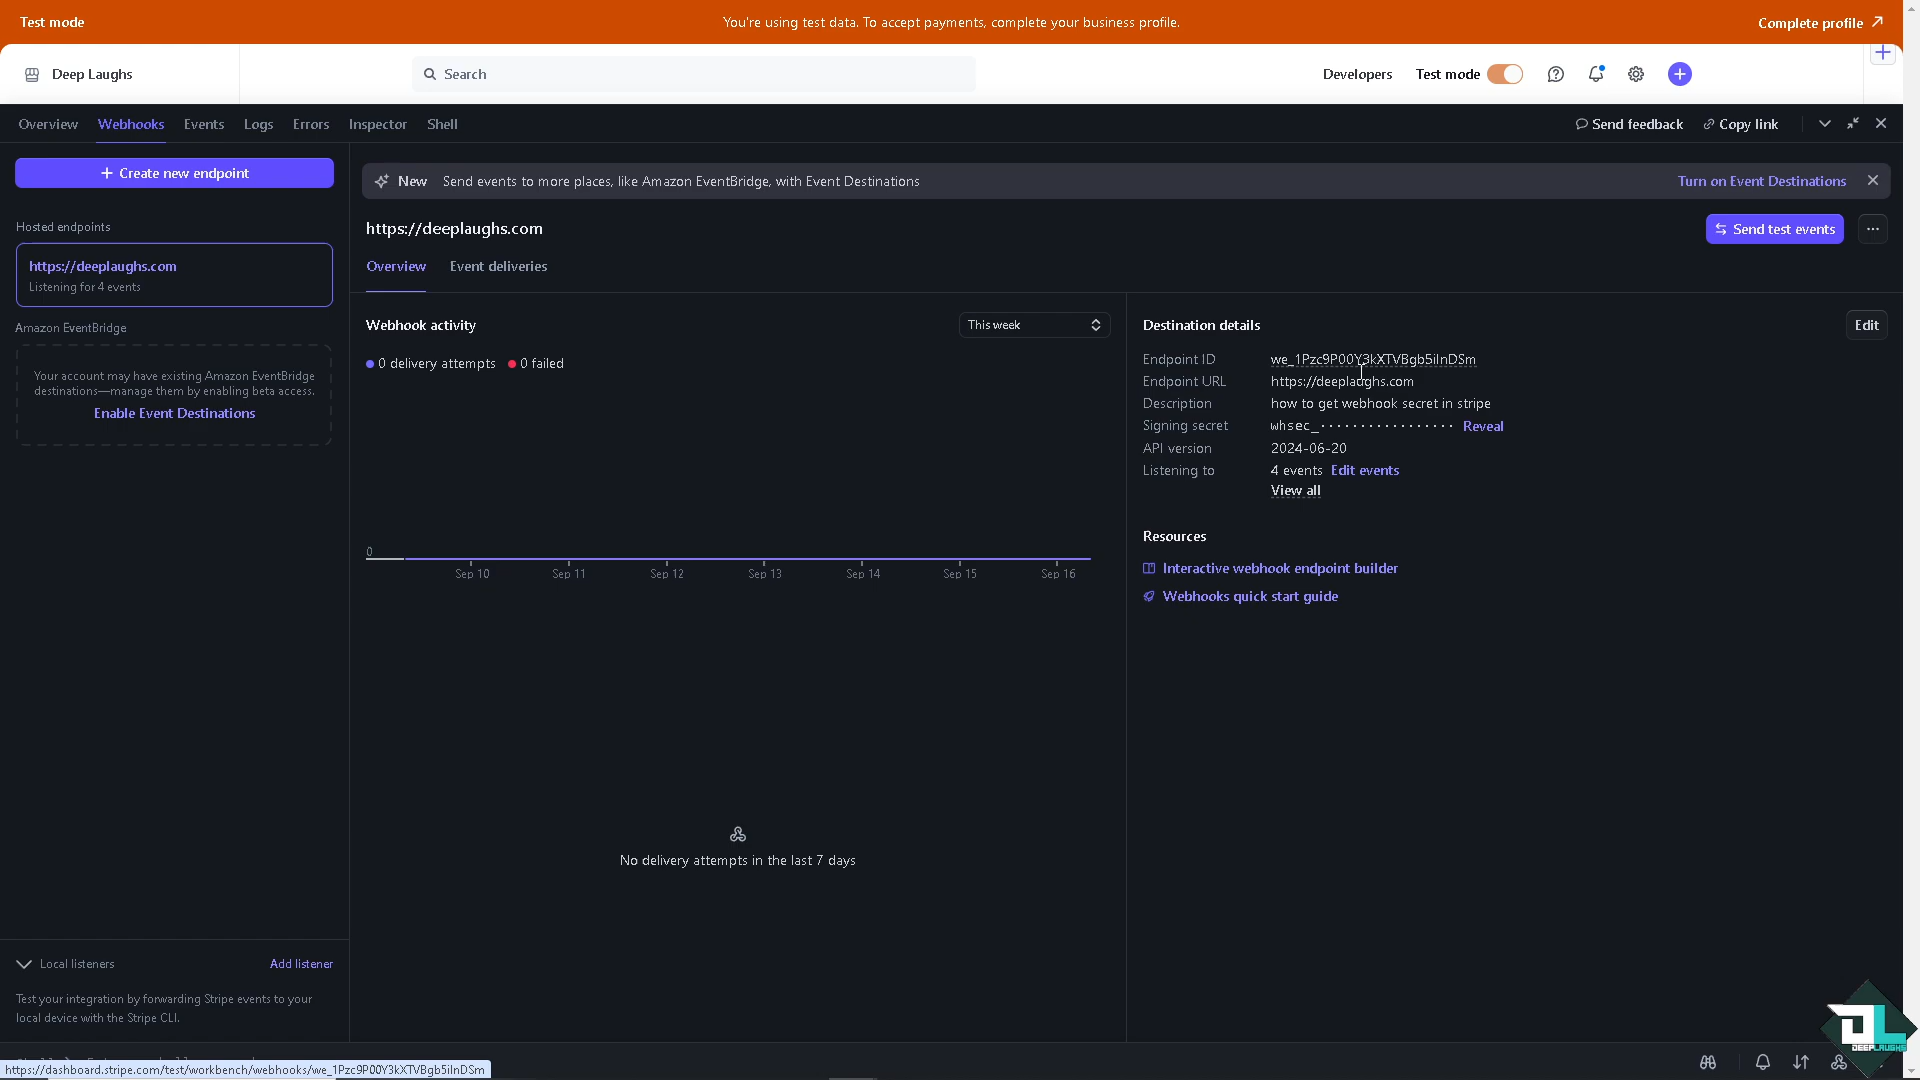 Test mode
You're using test data. To accept payments, complete your business profile.
Complete profile
Deep Laughs
Search
Developers
Test mode
Overview
Webhooks
Events
Logs
Errors
Inspector
Shell
Send feedback
Copy link
Create new endpoint
New Send events to more places, like Amazon EventBridge, with Event Destinations
Turn on Event Destinations
Hosted endpoints
https://deeplaughs.com
Listening for 4 events
Amazon EventBridge
Your account may have existing Amazon EventBridge
destinations—manage them by enabling beta access.
Enable Event Destinations
https://deeplaughs.com
Send test events
Overview
Event deliveries
Webhook activity
This week
0 delivery attempts
0 failed
0
Sep 10
Sep 11
Sep 12
Sep 13
Sep 14
Sep 15
Sep 16
No delivery attempts in the last 7 days
Destination details
Edit
Endpoint ID we_1Pzc9P00Y3kXTVBgb5iInDSm
Endpoint URL https://deeplaughs.com
Description how to get webhook secret in stripe
Signing secret whsec_················· Reveal
API version 2024-06-20
Listening to 4 events Edit events
View all
Resources
Interactive webhook endpoint builder
Webhooks quick start guide
Local listeners
Add listener
Test your integration by forwarding Stripe events to your
local device with the Stripe CLI.
https://dashboard.stripe.com/test/workbench/webhooks/we_1Pzc9P00Y3kXTVBgb5iInDSm
DL
DEEPLAUGHS